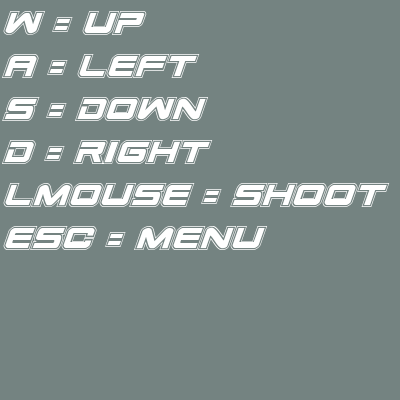 W = UP
A = LEFT
S = DOWN
D = RIGHT
LMOUSE = SHOOT
ESC = MENU